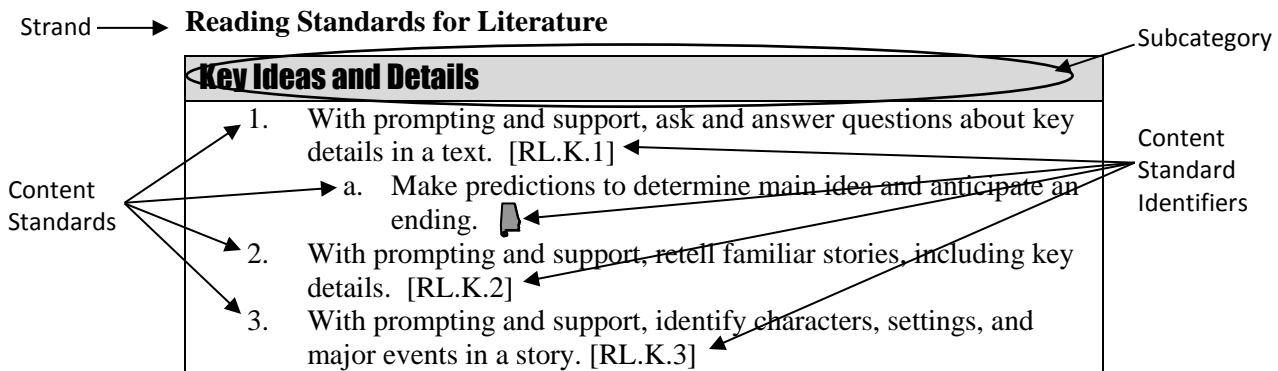 Strand
Reading Standards for Literature
Subcategory
Key Ideas and Details
1. With prompting and support, ask and answer questions about key
details in a text. [RL.K.1]
a. Make predictions to determine main idea and anticipate an
ending.
2. With prompting and support, retell familiar stories, including key
details. [RL.K.2]
3. With prompting and support, identify characters, settings, and
major events in a story. [RL.K.3]
Content
Standards
Content
Standard
Identifiers